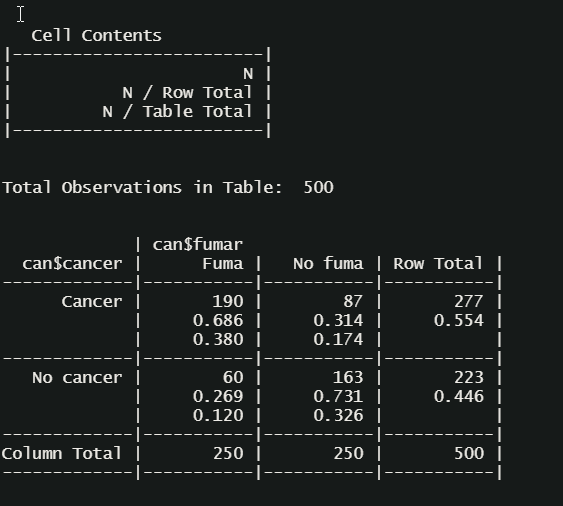 Cell Contents
|-------------------------|
|                       N |
|           N / Row Total |
|         N / Table Total |
|-------------------------|
Total Observations in Table:  500
             | can$fumar
  can$cancer |      Fuma |   No fuma | Row Total |
-------------|-----------|-----------|-----------|
      Cancer |       190 |        87 |       277 |
             |     0.686 |     0.314 |     0.554 |
             |     0.380 |     0.174 |           |
-------------|-----------|-----------|-----------|
   No cancer |        60 |       163 |       223 |
             |     0.269 |     0.731 |     0.446 |
             |     0.120 |     0.326 |           |
-------------|-----------|-----------|-----------|
Column Total |       250 |       250 |       500 |
-------------|-----------|-----------|-----------|